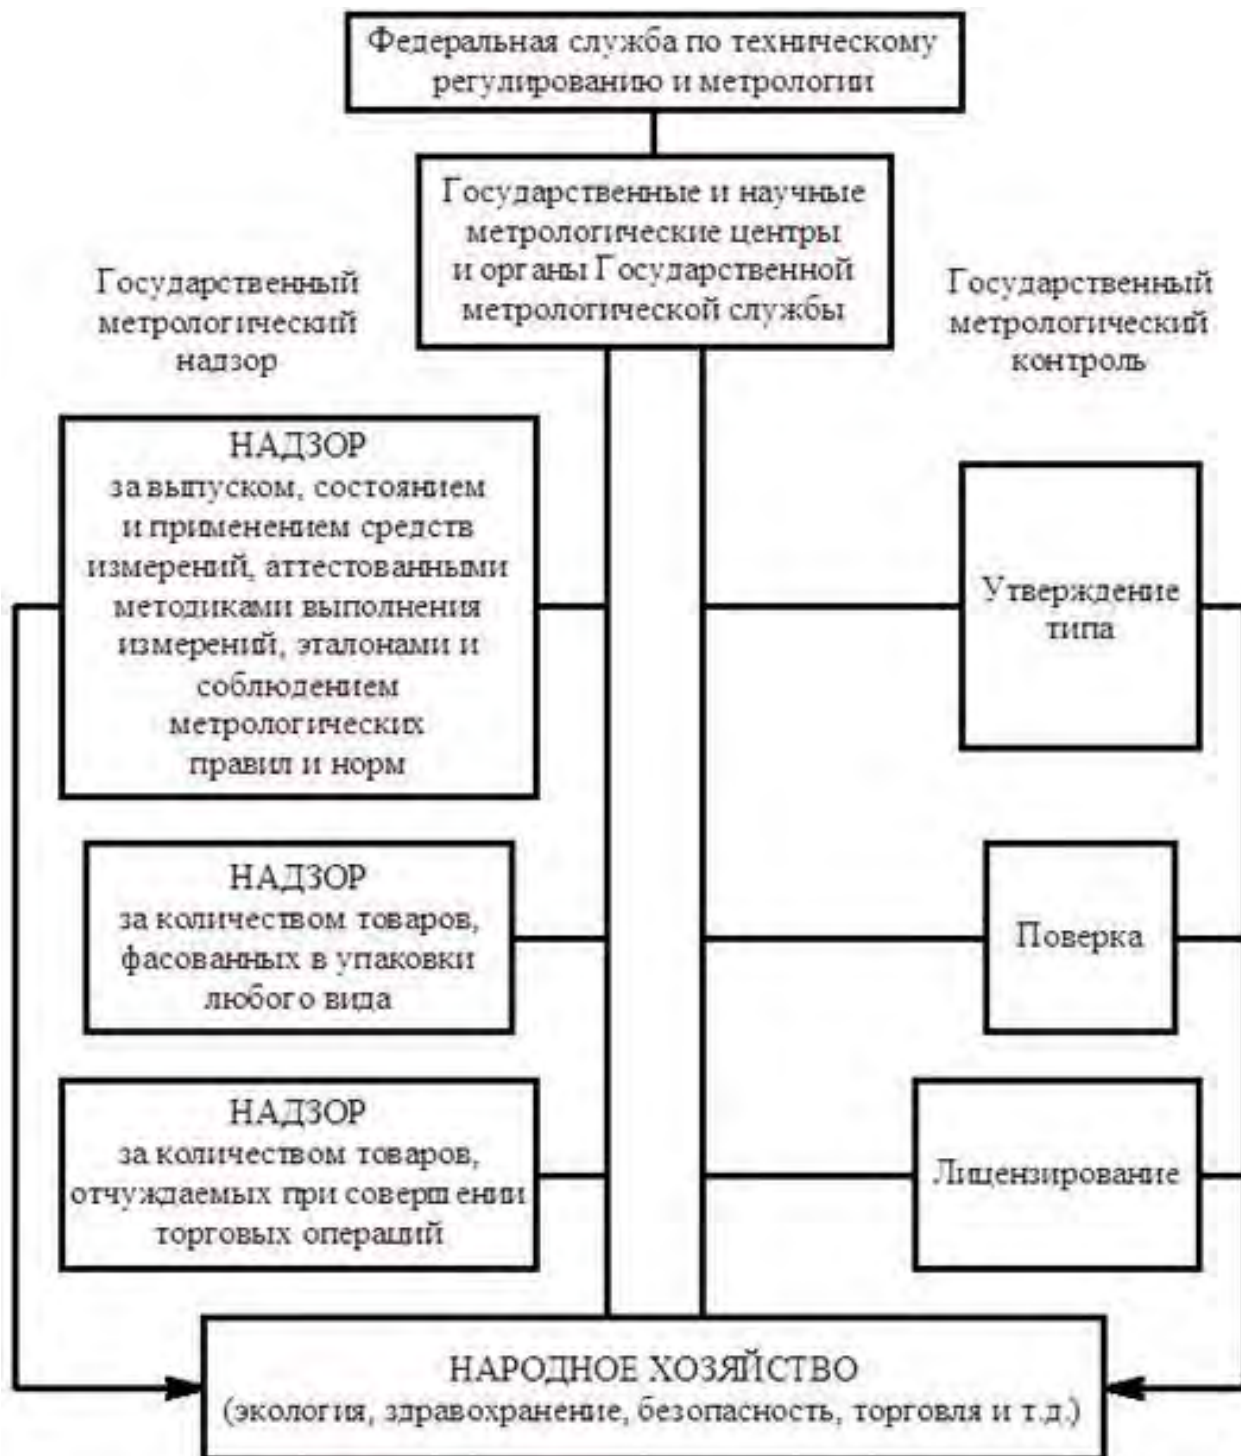 Федеральная служба по техническому
регулированию и метрологии
Государственные и научные
метрологические центры
и органы Государственной
метрологической службы
Государственный
метрологический
надзор
Государственный
метрологический
контроль
НАДЗОР
за выпуском, состоянием
и применением средств
измерений, аттестованными
методиками выполнения
измерений, эталонами и
соблюдением
метрологических
правил и норм
Утверждение
типа
НАДЗОР
за количеством товаров,
фасованных в упаковки
любого вида
Поверка
НАДЗОР
за количеством товаров,
отчуждаемых при совершении
торговых операций
Лицензирование
НАРОДНОЕ ХОЗЯЙСТВО
(экология, здравохранение, безопасность, торговля и т.д.)